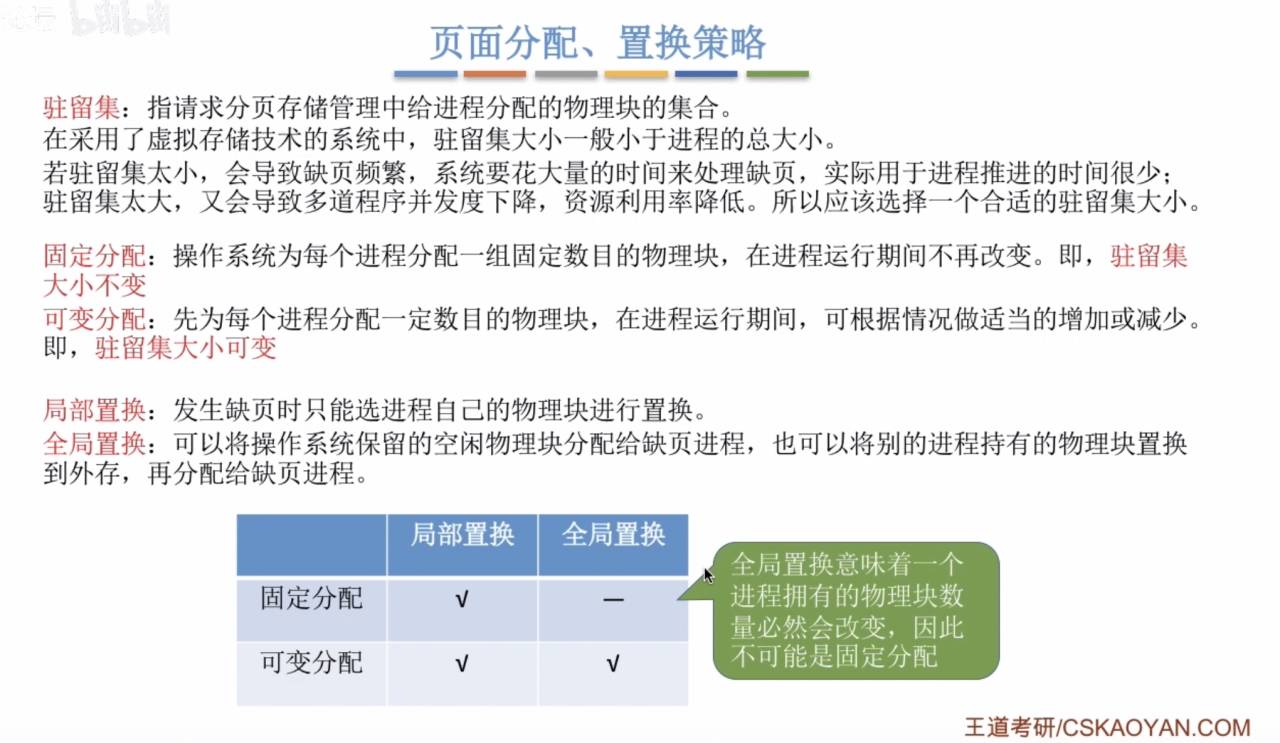 bilibili
页面分配、置换策略
驻留集：指请求分页存储管理中给进程分配的物理块的集合。
在采用了虚拟存储技术的系统中，驻留集大小一般小于进程的总大小。
若驻留集太小，会导致缺页频繁，系统要花大量的时间来处理缺页，实际用于进程推进的时间很少；
驻留集太大，又会导致多道程序并发度下降，资源利用率降低。所以应该选择一个合适的驻留集大小。
固定分配：操作系统为每个进程分配一组固定数目的物理块，在进程运行期间不再改变。即，驻留集
大小不变
可变分配：先为每个进程分配一定数目的物理块，在进程运行期间，可根据情况做适当的增加或减少。
即，驻留集大小可变
局部置换：发生缺页时只能选进程自己的物理块进行置换。
全局置换：可以将操作系统保留的空闲物理块分配给缺页进程，也可以将别的进程持有的物理块置换
到外存，再分配给缺页进程。
局部置换 全局置换
固定分配 √ —
可变分配 √ √
全局置换意味着一个
进程拥有的物理块数
量必然会改变，因此
不可能是固定分配
王道考研/CSKAOYAN.COM